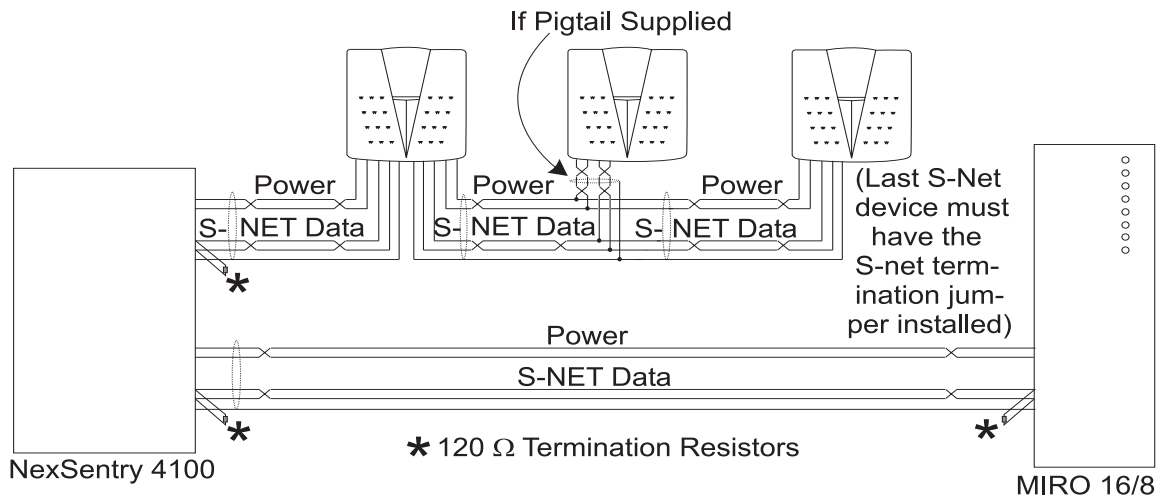 If Pigtail Supplied
Power
Power
Power
S- NET Data
S- NET Data
S- NET Data
(Last S-Net
device must
have the
S-net term-
ination jum-
per installed)
*
Power
S-NET Data
*
*
* 120 Ω Termination Resistors
NexSentry 4100
MIRO 16/8